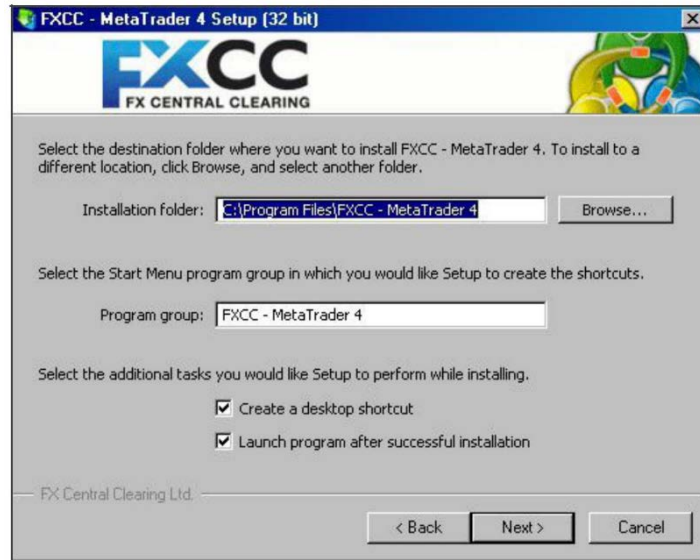 FXCC - MetaTrader 4 Setup (32 bit)
FXCC
FX CENTRAL CLEARING
Select the destination folder where you want to install FXCC - MetaTrader 4. To install to a
different location, click Browse, and select another folder.
Installation folder: C:\Program Files\FXCC - MetaTrader 4 Browse...
Select the Start Menu program group in which you would like Setup to create the shortcuts.
Program group: FXCC - MetaTrader 4
Select the additional tasks you would like Setup to perform while installing.
Create a desktop shortcut
Launch program after successful installation
FX Central Clearing Ltd.
< Back Next > Cancel